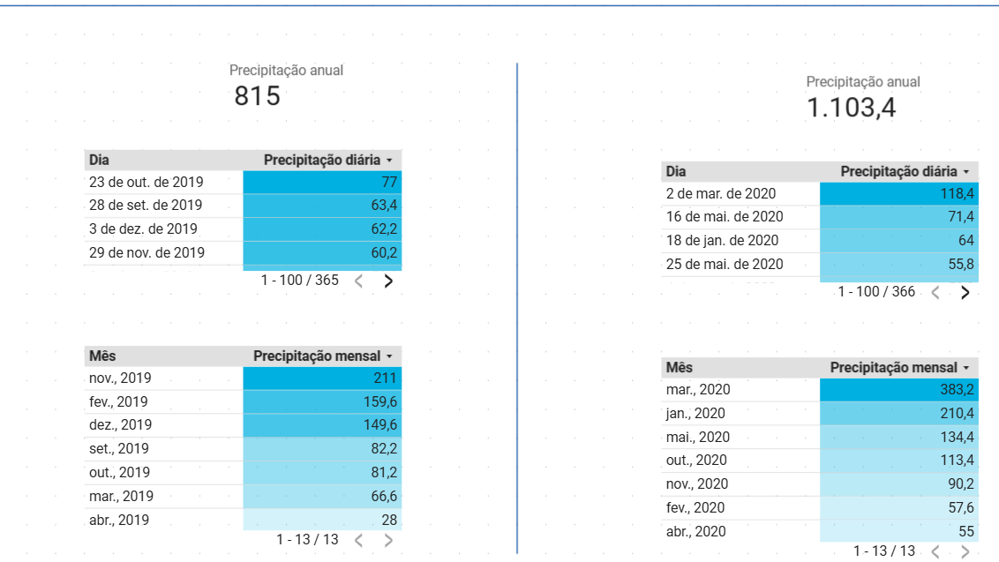 Precipitação anual
815
Dia Precipitação diária
23 de out. de 2019 77
28 de set. de 2019 63,4
3 de dez. de 2019 62,2
29 de nov. de 2019 60,2
1 - 100 / 365
Mês Precipitação mensal
nov., 2019 211
fev., 2019 159,6
dez., 2019 149,6
set., 2019 82,2
out., 2019 81,2
mar., 2019 66,6
abr., 2019 28
1 - 13 / 13
Precipitação anual
1.103,4
Dia Precipitação diária
2 de mar. de 2020 118,4
16 de mai. de 2020 71,4
18 de jan. de 2020 64
25 de mai. de 2020 55,8
1 - 100 / 366
Mês Precipitação mensal
mar., 2020 383,2
jan., 2020 210,4
mai., 2020 134,4
out., 2020 113,4
nov., 2020 90,2
fev., 2020 57,6
abr., 2020 55
1 - 13 / 13